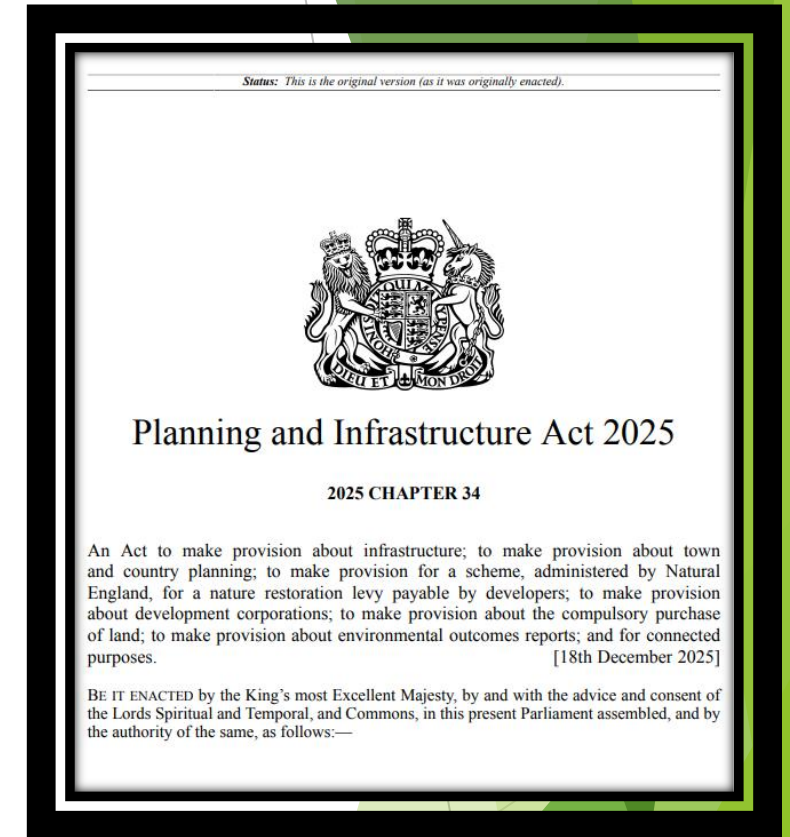 Status: This is the original version (as it was originally enacted).
HONI SOIT QUI MAL Y PENSE
DIEU ET MON DROIT
Planning and Infrastructure Act 2025
2025 CHAPTER 34
An Act to make provision about infrastructure; to make provision about town
and country planning; to make provision for a scheme, administered by Natural
England, for a nature restoration levy payable by developers; to make provision
about development corporations; to make provision about the compulsory purchase
of land; to make provision about environmental outcomes reports; and for connected
purposes. [18th December 2025]
BE IT ENACTED by the King's most Excellent Majesty, by and with the advice and consent of
the Lords Spiritual and Temporal, and Commons, in this present Parliament assembled, and by
the authority of the same, as follows:—